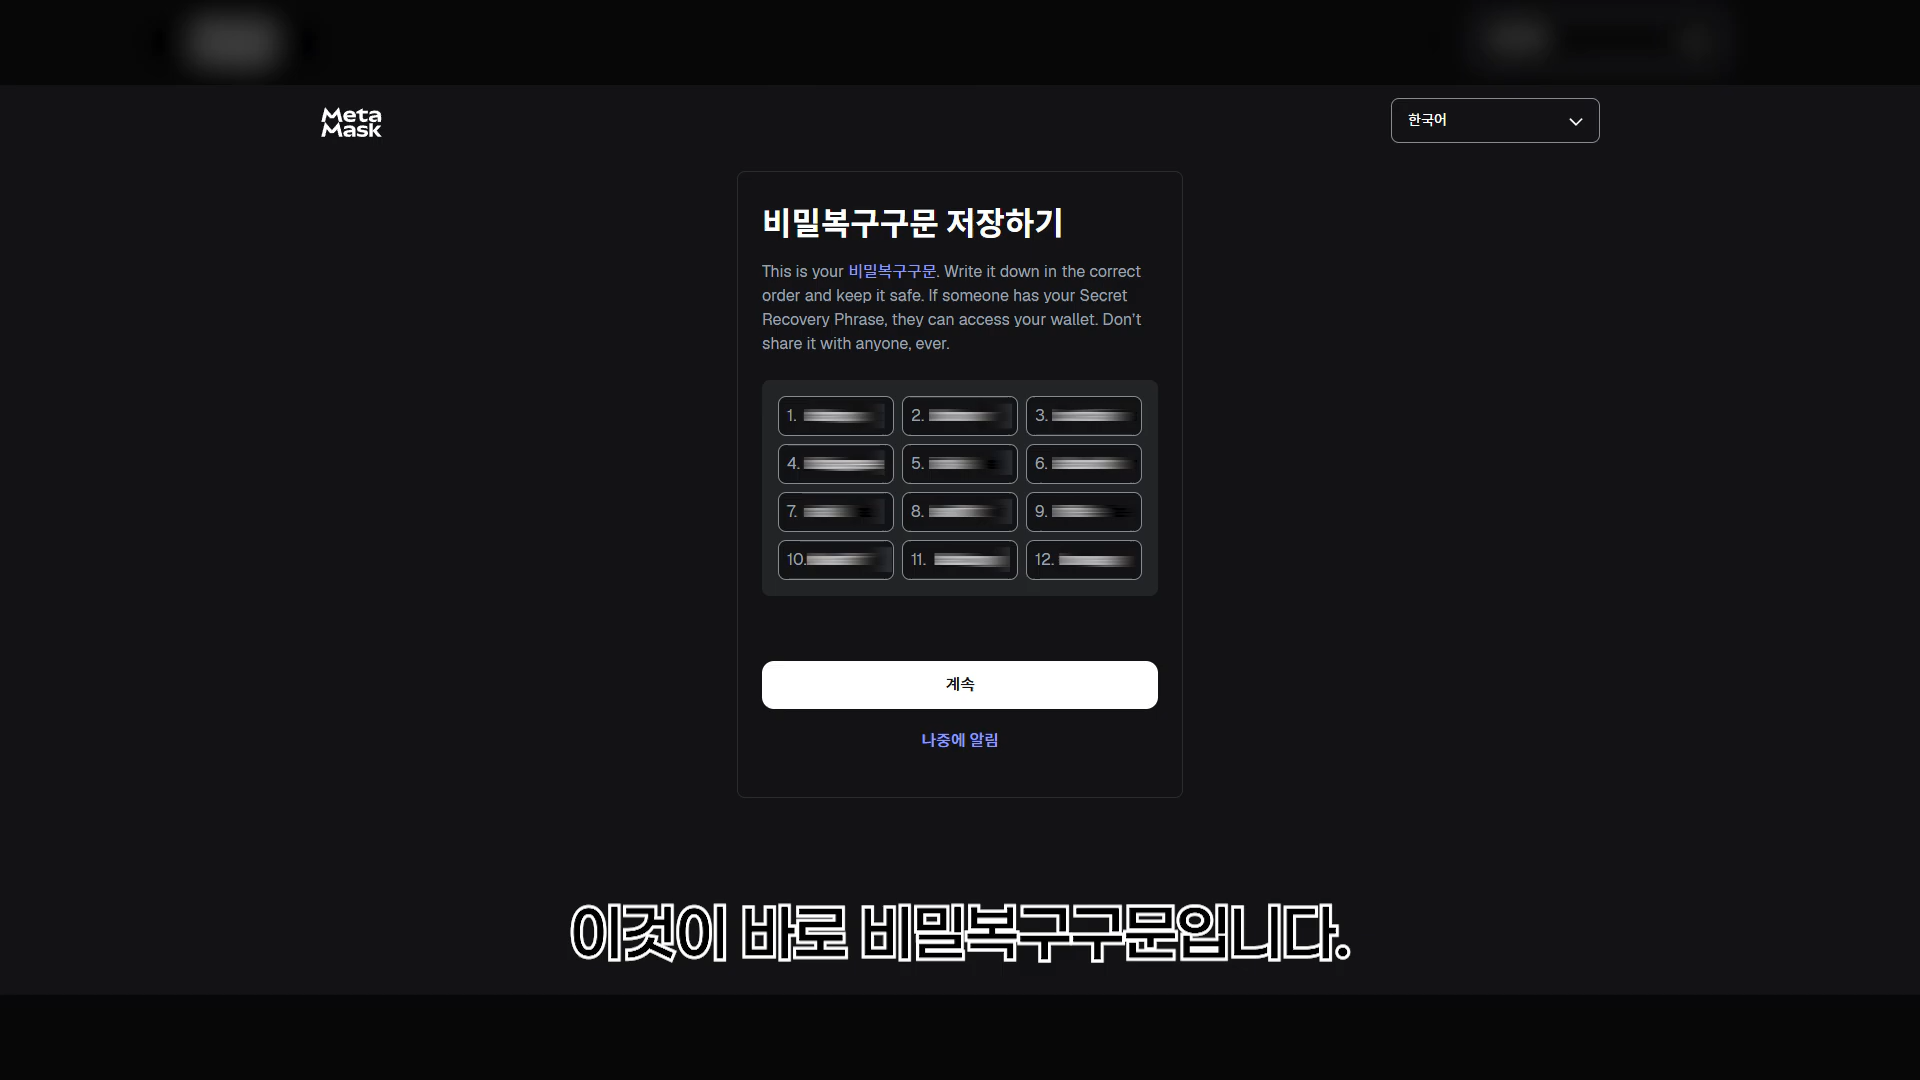 Meta
Mask
한국어
비밀복구구문 저장하기
This is your 비밀복구구문. Write it down in the correct
order and keep it safe. If someone has your Secret
Recovery Phrase, they can access your wallet. Don't
share it with anyone, ever.
1. 2. 3.
4. 5. 6.
7. 8. 9.
10. 11. 12.
계속
나중에 알림
이것이 바로 비밀복구구문입니다.